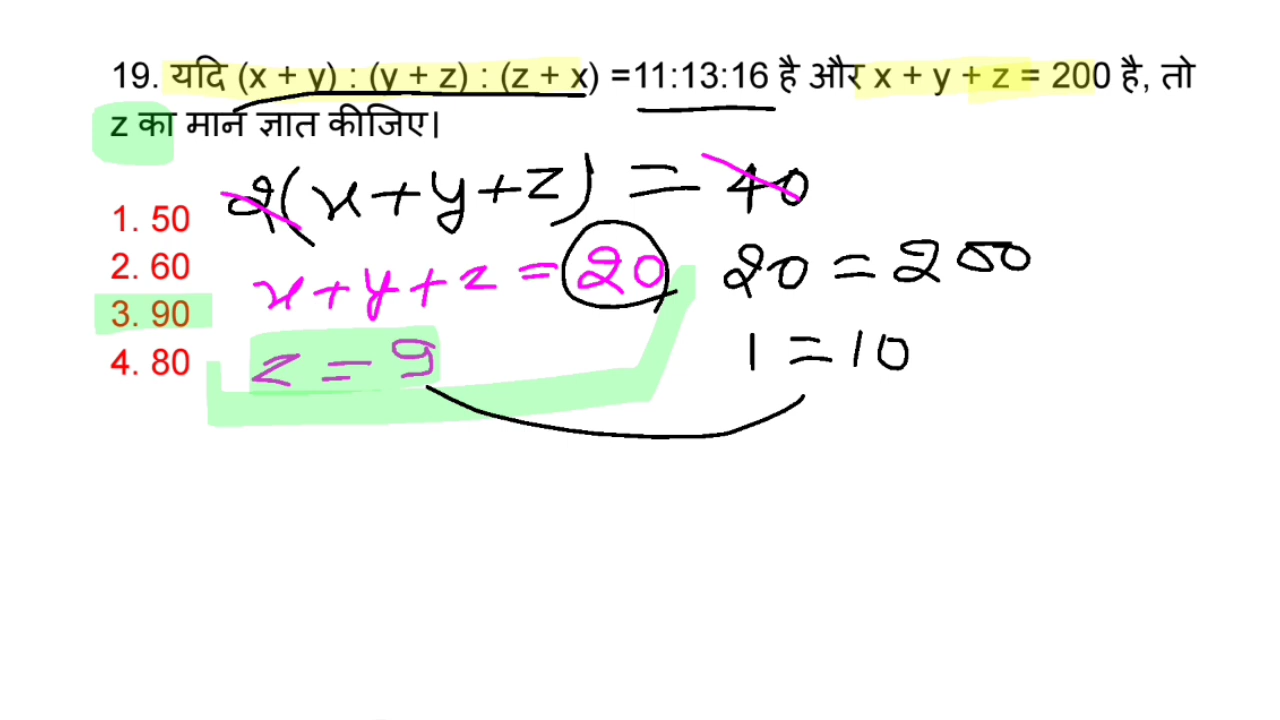 19. यदि (x + y) : (y + z) : (z + x) =11:13:16 है और x + y + z = 200 है, तो
z का मान ज्ञात कीजिए।
2(x+y+z) = 40
1. 50
x+y+z = 20
20 = 200
2. 60
3. 90
z = 9
1 = 10
4. 80